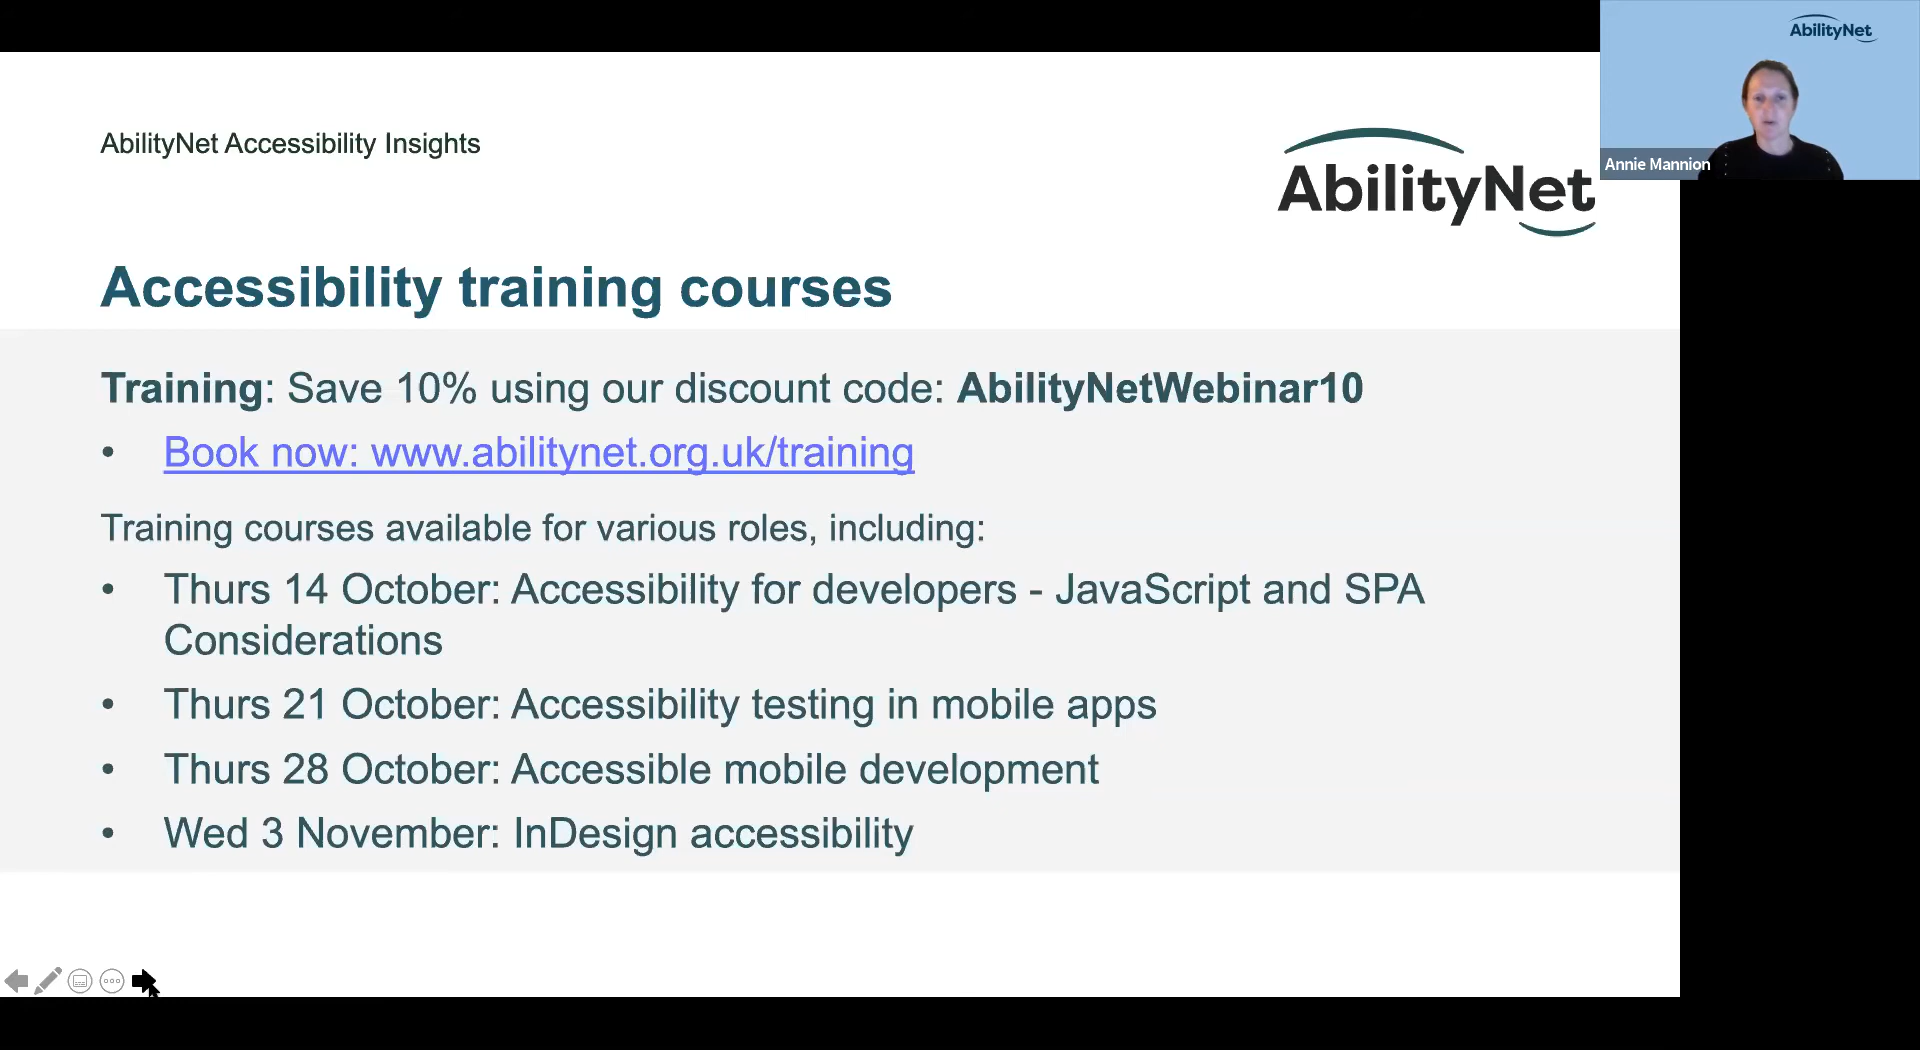 AbilityNet
Annie Mannion
AbilityNet Accessibility Insights
AbilityNet
Accessibility training courses
Training: Save 10% using our discount code: AbilityNetWebinar10
• Book now: www.abilitynet.org.uk/training
Training courses available for various roles, including:
• Thurs 14 October: Accessibility for developers - JavaScript and SPA
Considerations
• Thurs 21 October: Accessibility testing in mobile apps
• Thurs 28 October: Accessible mobile development
• Wed 3 November: InDesign accessibility